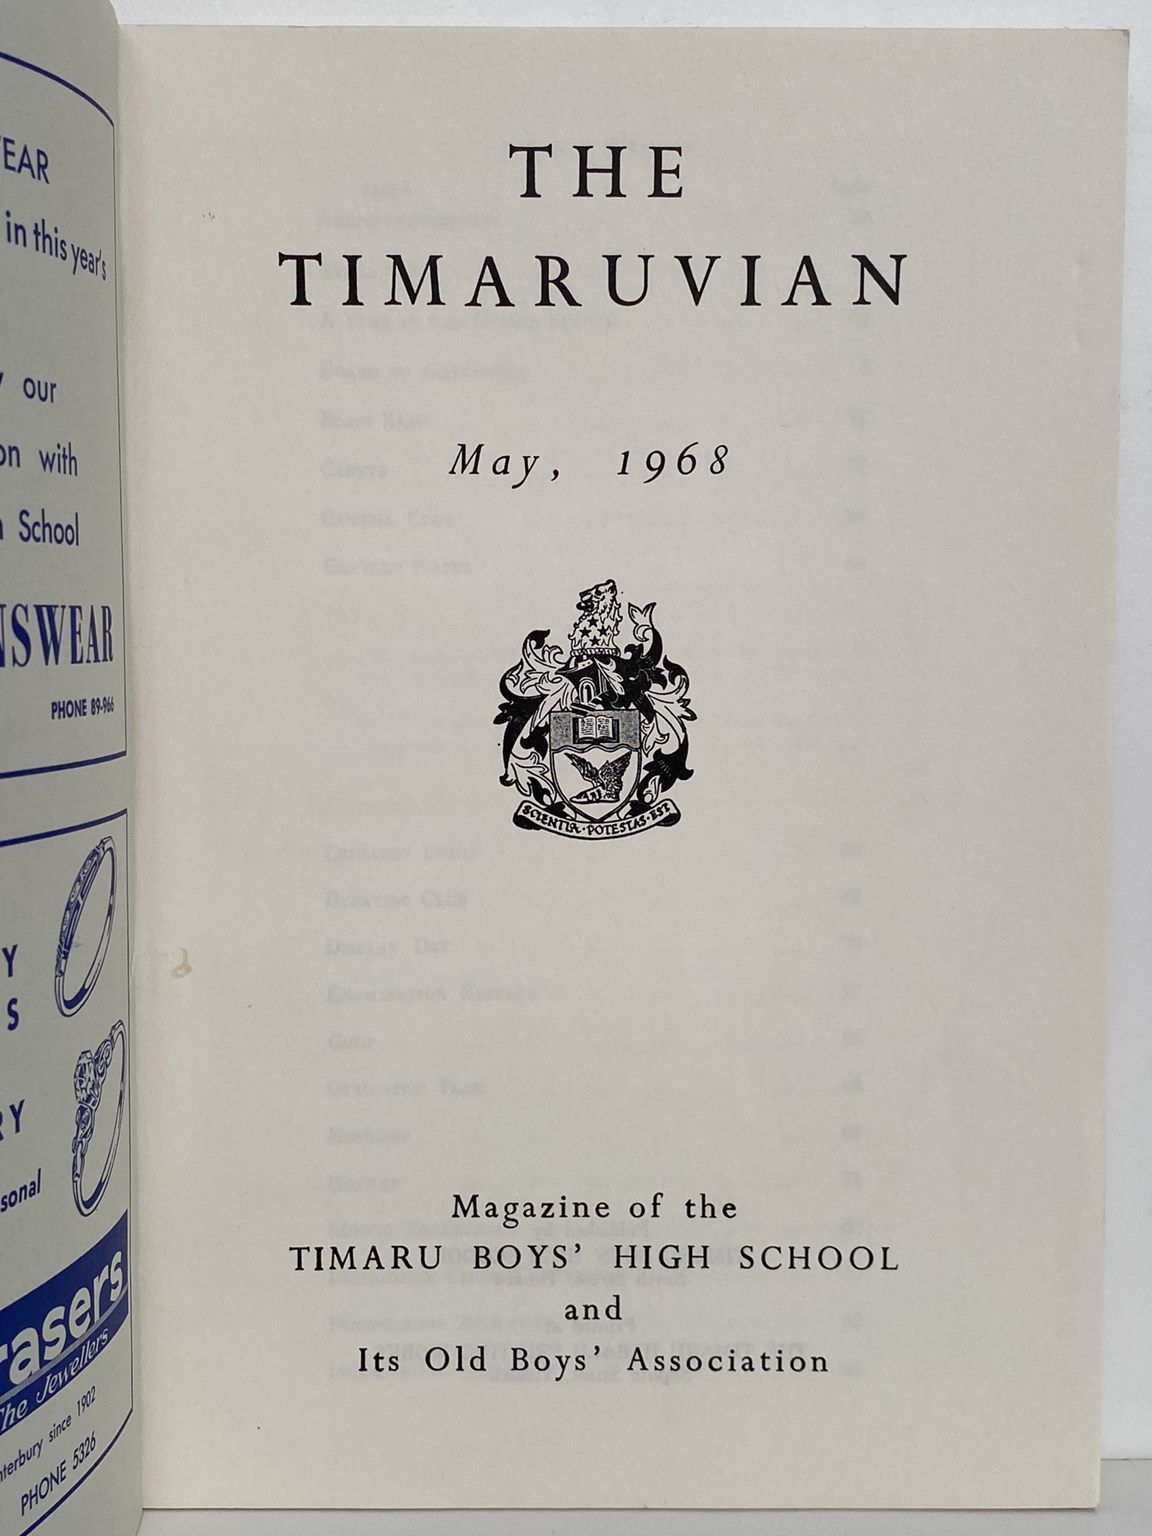 EAR
in this year's
our
on with
School
NSWEAR
PHONE 89-966
Y
S
RY
sonal
rasers
The Jewellers
nterbury since 1902
PHONE 5326
THE
TIMARUVIAN
May, 1968
SCIENTIA · POTESTAS · EST
Magazine of the
TIMARU BOYS' HIGH SCHOOL
and
Its Old Boys' Association